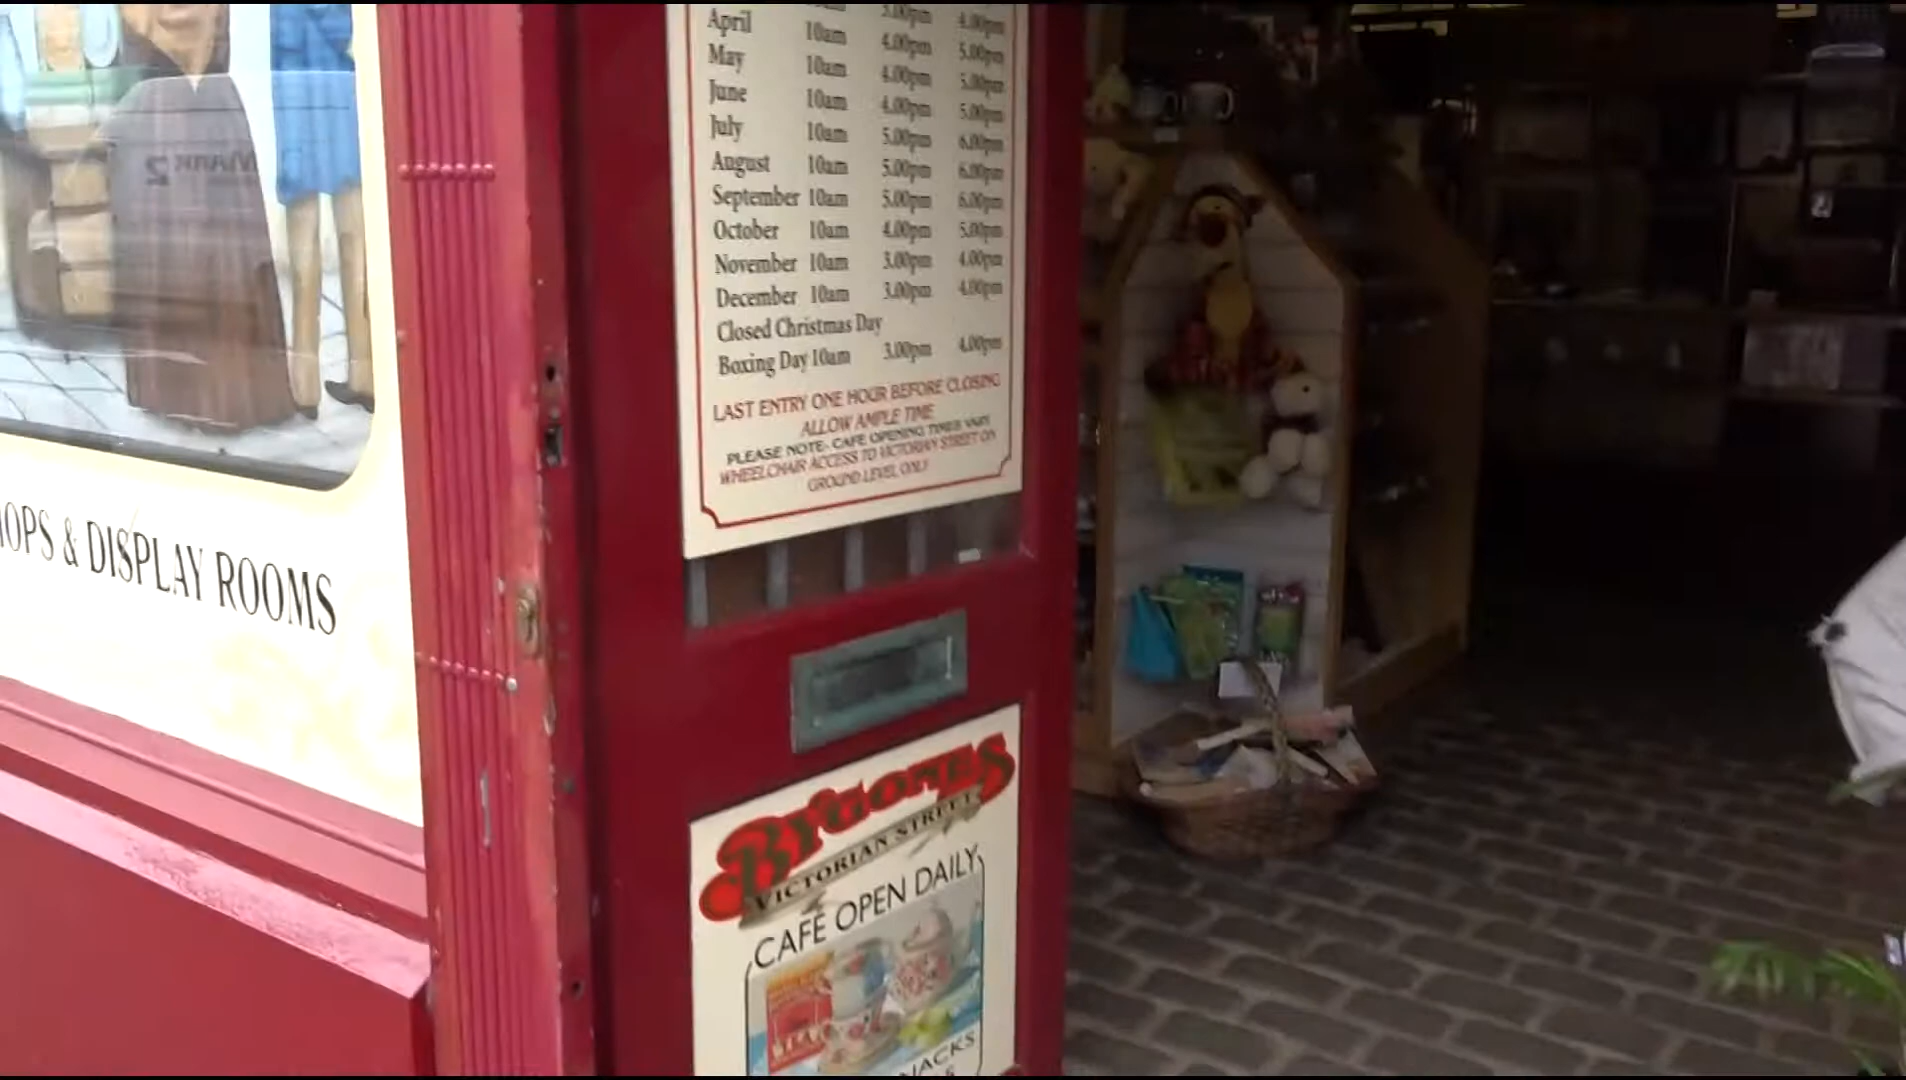 3.00pm 4.00pm
April 10am 4.00pm 5.00pm
May 10am 4.00pm 5.00pm
June 10am 4.00pm 5.00pm
July 10am 5.00pm 6.00pm
August 10am 5.00pm 6.00pm
September 10am 5.00pm 6.00pm
October 10am 4.00pm 5.00pm
November 10am 3.00pm 4.00pm
December 10am 3.00pm 4.00pm
Closed Christmas Day
Boxing Day 10am 3.00pm 4.00pm
LAST ENTRY ONE HOUR BEFORE CLOSING
ALLOW AMPLE TIME
PLEASE NOTE- CAFE OPENING TIMES VARY
WHEELCHAIR ACCESS TO VICTORIAN STREET ON
GROUND LEVEL ONLY
& DISPLAY ROOMS
BYGONES
VICTORIAN STREET
CAFE OPEN DAILY
TEA